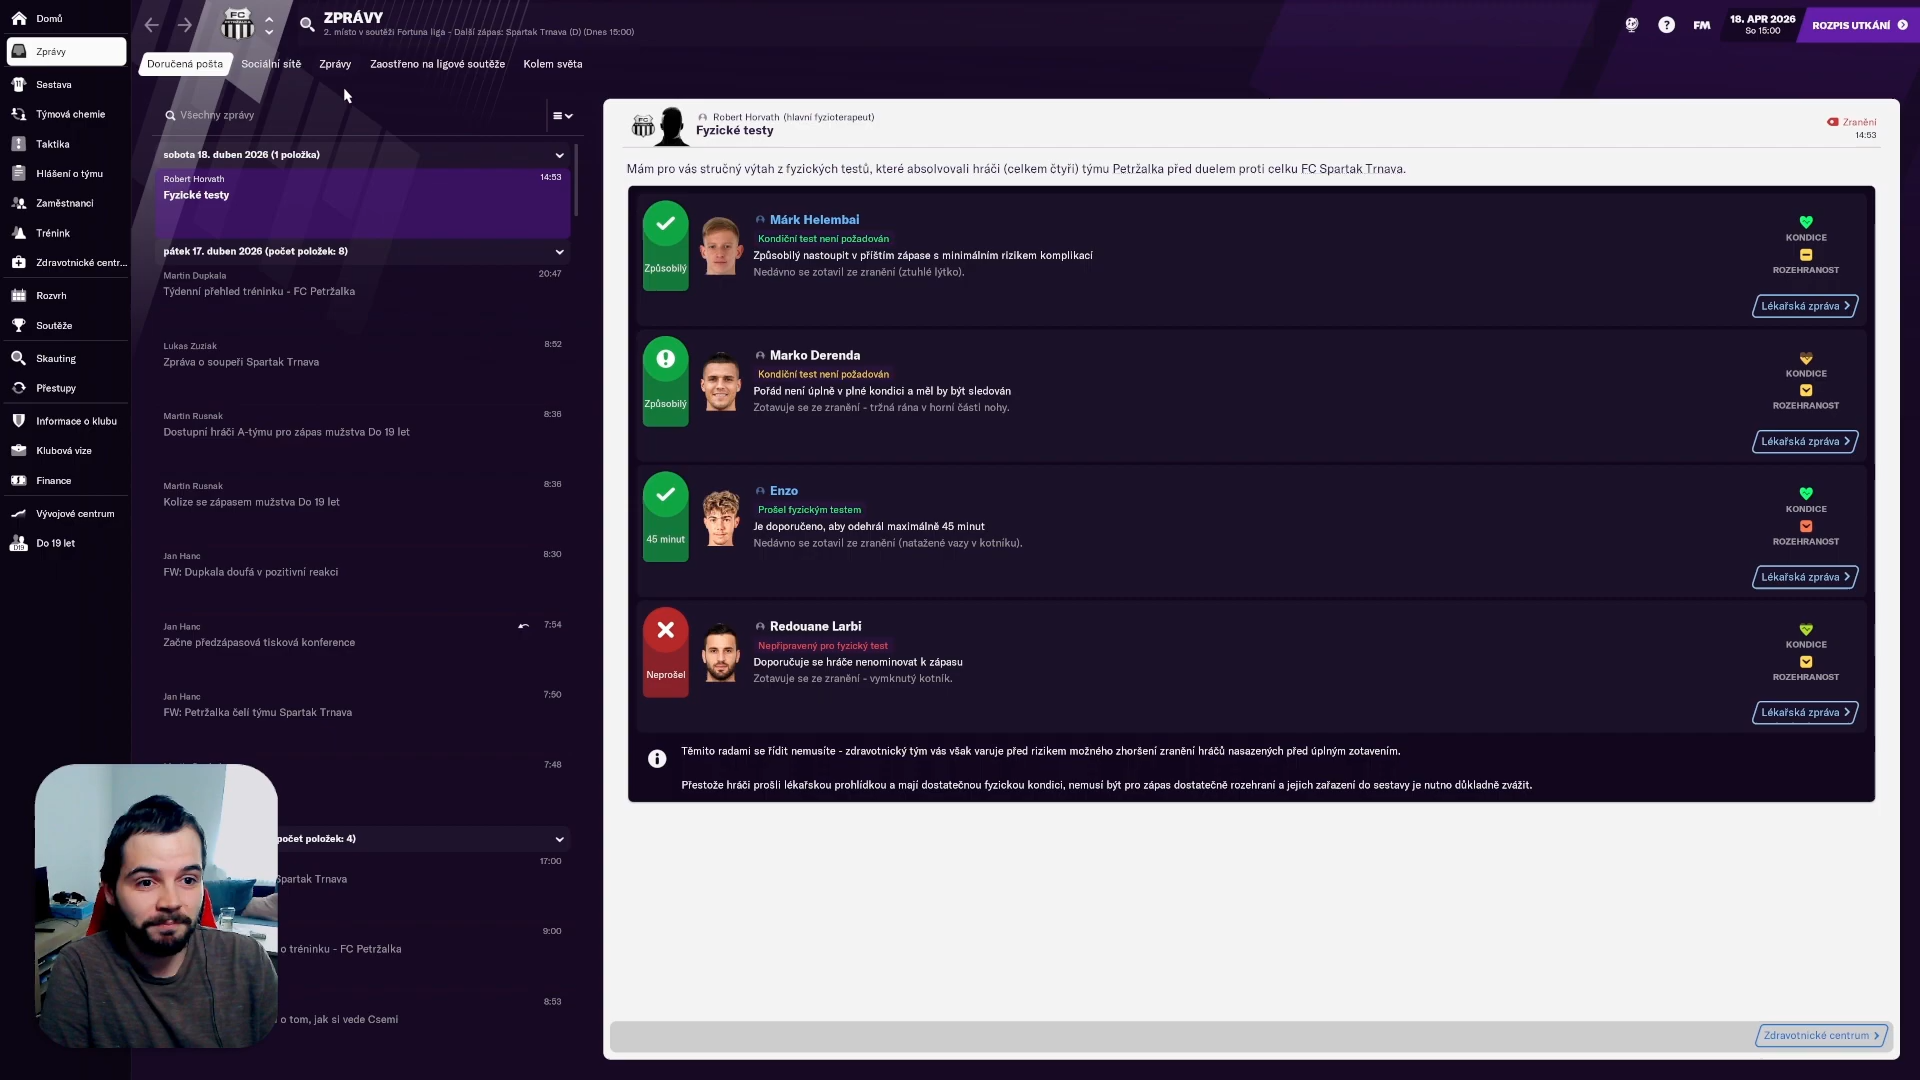 Domů
Zprávy
Sestava
Týmová chemie
Taktika
Hlášení o týmu
Zaměstnanci
Trénink
Zdravotnické centr...
Rozvrh
Soutěže
Skauting
Přestupy
Informace o klubu
Klubová vize
Finance
Vývojové centrum
Do 19 let
FC
ZPRÁVY
2. místo v soutěži Fortuna liga - Další zápas: Spartak Trnava (D) (Dnes 15:00)
FM
18. APR 2026
So 15:00
ROZPIS UTKÁNÍ
Doručená pošta
Sociální sítě
Zprávy
Zaostřeno na ligové soutěže
Kolem světa
Všechny zprávy
sobota 18. duben 2026 (1 položka)
Robert Horvath
14:53
Fyzické testy
pátek 17. duben 2026 (počet položek: 8)
Martin Dupkala
20:47
Týdenní přehled tréninku - FC Petržalka
Lukas Zuziak
8:52
Zpráva o soupeři Spartak Trnava
Martin Rusnak
8:36
Dostupní hráči A-týmu pro zápas mužstva Do 19 let
Martin Rusnak
8:36
Kolize se zápasem mužstva Do 19 let
Jan Hanc
8:30
FW: Dupkala doufá v pozitivní reakci
Jan Hanc
7:54
Začne předzápasová tisková konference
Jan Hanc
7:50
FW: Petržalka čelí týmu Spartak Trnava
7:48
počet položek: 4)
17:00
Spartak Trnava
9:00
o tréninku - FC Petržalka
8:53
o tom, jak si vede Csemi
Robert Horvath (hlavní fyzioterapeut)
Fyzické testy
Zranění
14:53
Mám pro vás stručný výtah z fyzických testů, které absolvovali hráči (celkem čtyři) týmu Petržalka před duelem proti celku FC Spartak Trnava.
Způsobilý
Márk Helembai
Kondiční test není požadován
Způsobilý nastoupit v příštím zápase s minimálním rizikem komplikací
Nedávno se zotavil ze zranění (ztuhlé lýtko).
KONDICE
ROZEHRANOST
Lékařská zpráva
Způsobilý
Marko Derenda
Kondiční test není požadován
Pořád není úplně v plné kondici a měl by být sledován
Zotavuje se ze zranění - tržná rána v horní části nohy.
KONDICE
ROZEHRANOST
Lékařská zpráva
45 minut
Enzo
Prošel fyzickým testem
Je doporučeno, aby odehrál maximálně 45 minut
Nedávno se zotavil ze zranění (natažené vazy v kotníku).
KONDICE
ROZEHRANOST
Lékařská zpráva
Neprošel
Redouane Larbi
Nepřipravený pro fyzický test
Doporučuje se hráče nenominovat k zápasu
Zotavuje se ze zranění - vymknutý kotník.
KONDICE
ROZEHRANOST
Lékařská zpráva
Těmito radami se řídit nemusíte - zdravotnický tým vás však varuje před rizikem možného zhoršení zranění hráčů nasazených před úplným zotavením.
Přestože hráči prošli lékařskou prohlídkou a mají dostatečnou fyzickou kondici, nemusí být pro zápas dostatečně rozehraní a jejich zařazení do sestavy je nutno důkladně zvážit.
Zdravotnické centrum